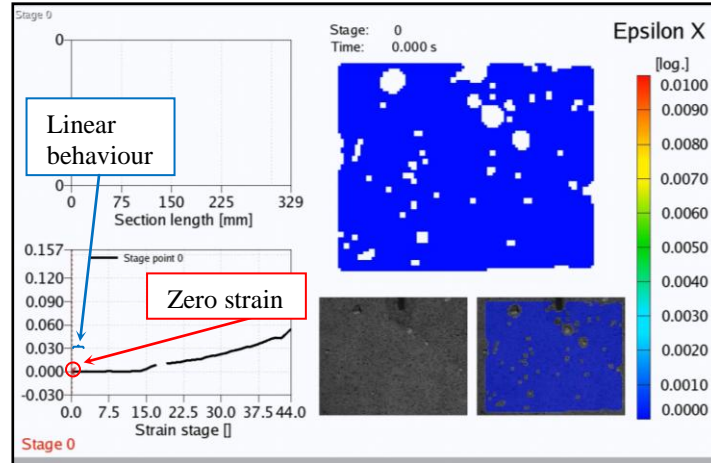 Stage 0
0
Linear
behaviour
0
0 75 150 225 329
Section length [mm]
Stage: 0
Time: 0.000 s
Epsilon X
[log.]
0.0100
0.0090
0.0080
0.0070
0.0060
0.0050
0.0040
0.0030
0.0020
0.0010
0.0000
0.157
0.120
0.090
0.060
0.030
0.000
-0.030
Stage point 0
Zero strain
0.0 7.5 15.0 22.5 30.0 37.5 44.0
Strain stage []
Stage 0